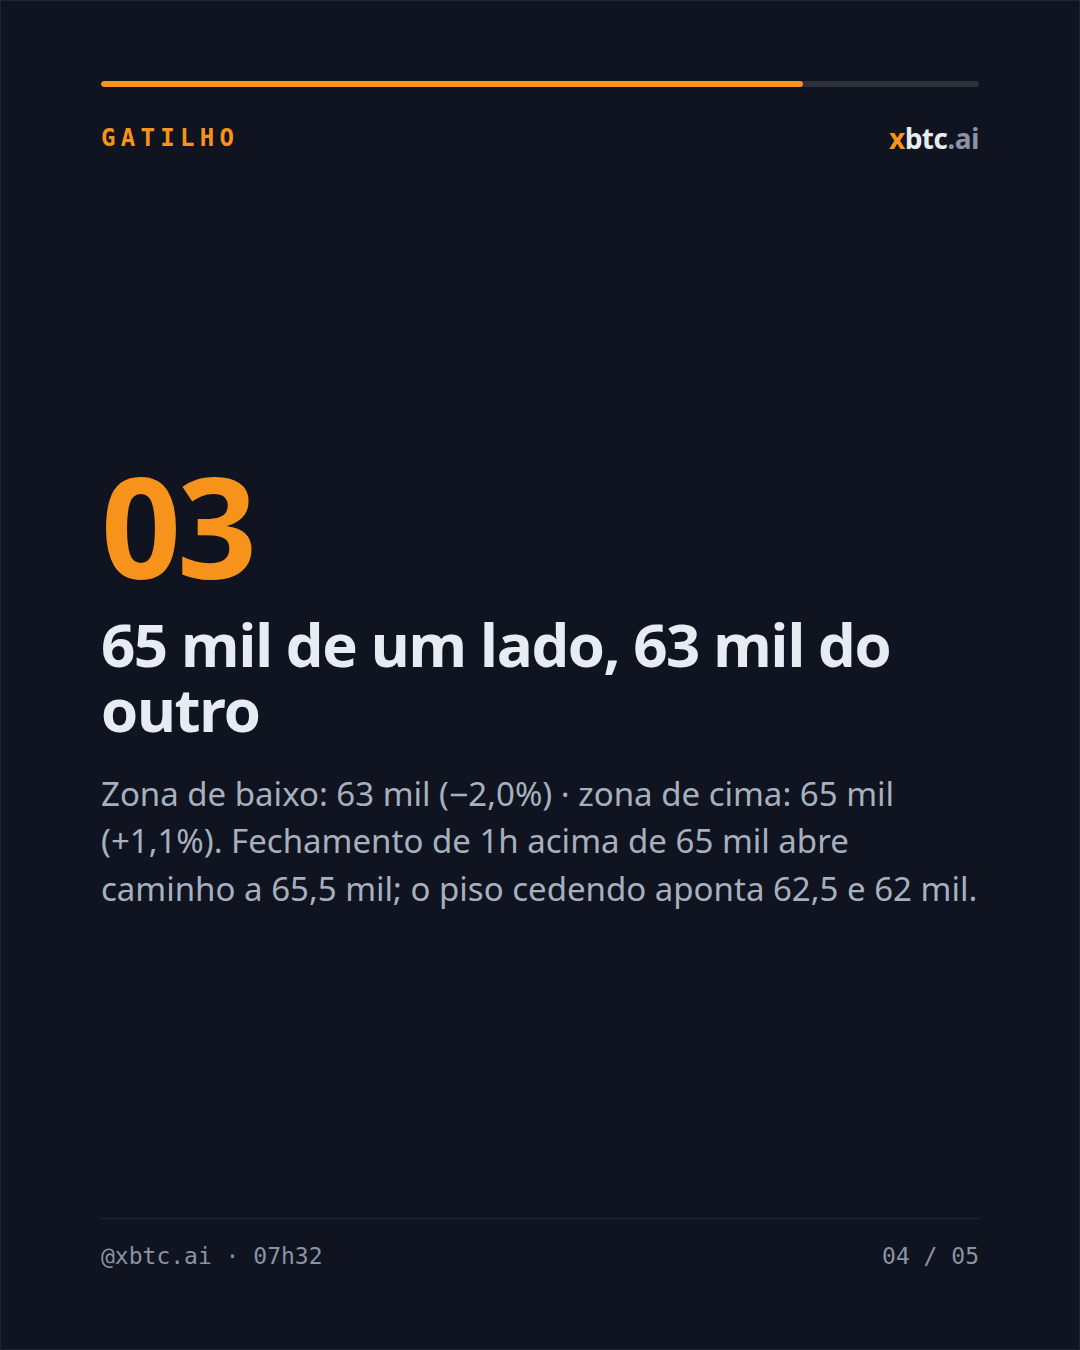 GATILHO
xbtc.ai
03
65 mil de um lado, 63 mil do
outro
Zona de baixo: 63 mil (−2,0%) · zona de cima: 65 mil
(+1,1%). Fechamento de 1h acima de 65 mil abre
caminho a 65,5 mil; o piso cedendo aponta 62,5 e 62 mil.
@xbtc.ai · 07h32
04 / 05